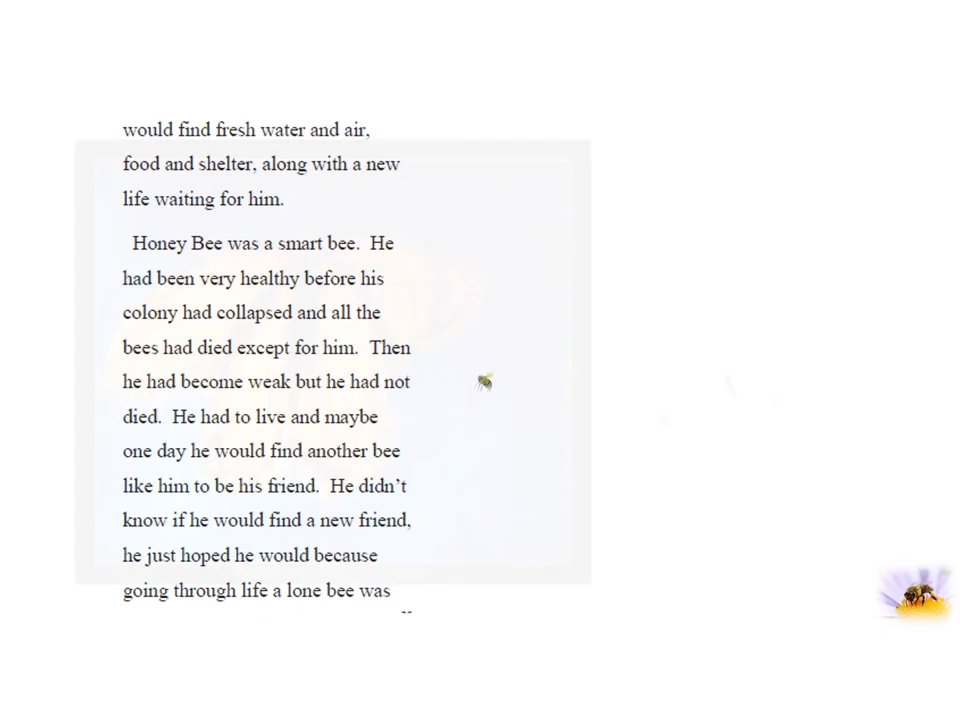 would find fresh water and air,
food and shelter, along with a new
life waiting for him.
Honey Bee was a smart bee.  He
had been very healthy before his
colony had collapsed and all the
bees had died except for him.  Then
he had become weak but he had not
died.  He had to live and maybe
one day he would find another bee
like him to be his friend.  He didn’t
know if he would find a new friend,
he just hoped he would because
going through life a lone bee was